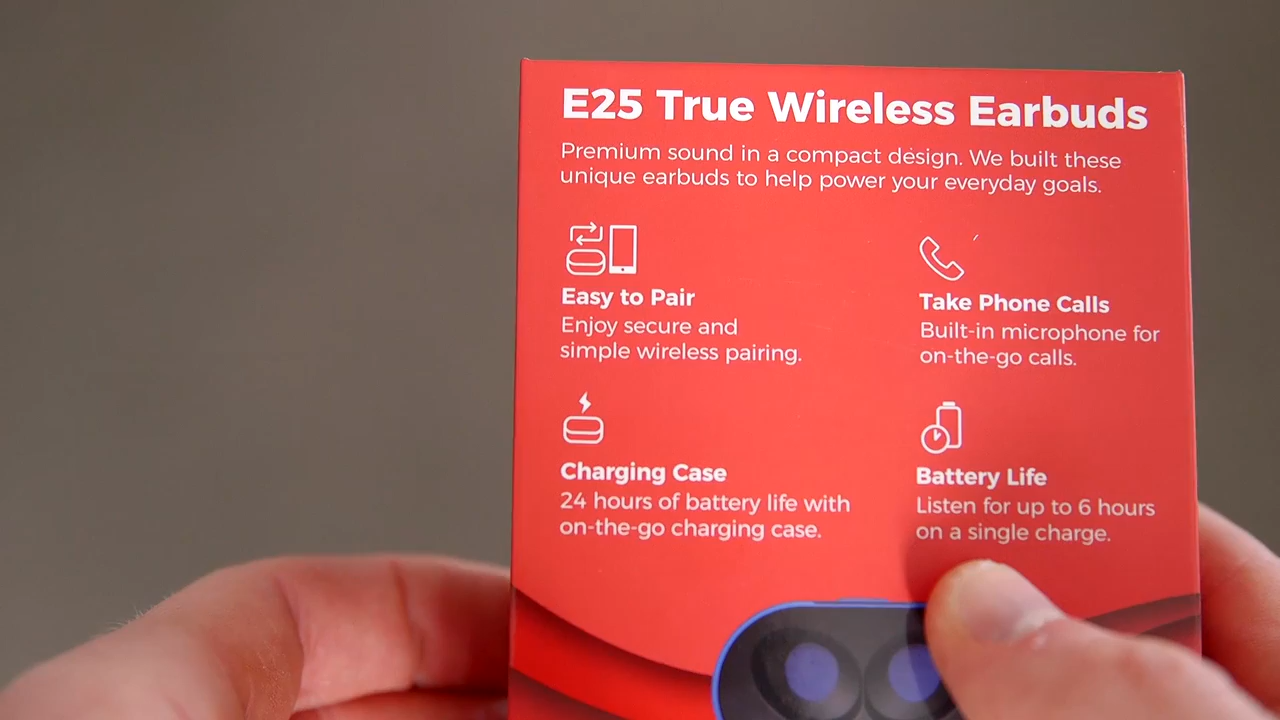 E25 True Wireless Earbuds
Premium sound in a compact design. We built these
unique earbuds to help power your everyday goals.
Easy to Pair
Enjoy secure and
simple wireless pairing.
Take Phone Calls
Built-in microphone for
on-the-go calls.
Charging Case
24 hours of battery life with
on-the-go charging case.
Battery Life
Listen for up to 6 hours
on a single charge.